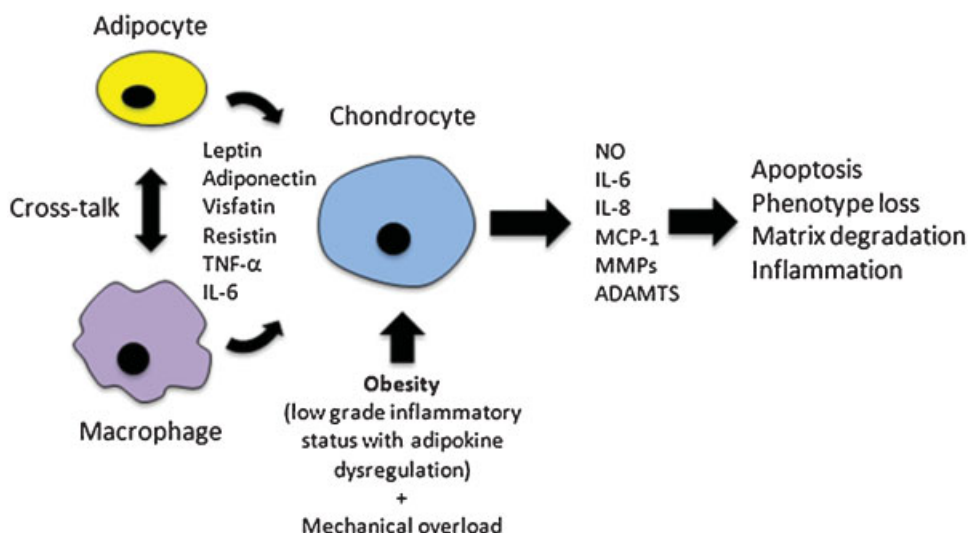 Adipocyte
Cross-talk
Macrophage
Leptin
Adiponectin
Visfatin
Resistin
TNF-α
IL-6
Chondrocyte
Obesity
(low grade inflammatory
status with adipokine
dysregulation)
+
Mechanical overload
NO
IL-6
IL-8
MCP-1
MMPs
ADAMTS
Apoptosis
Phenotype loss
Matrix degradation
Inflammation